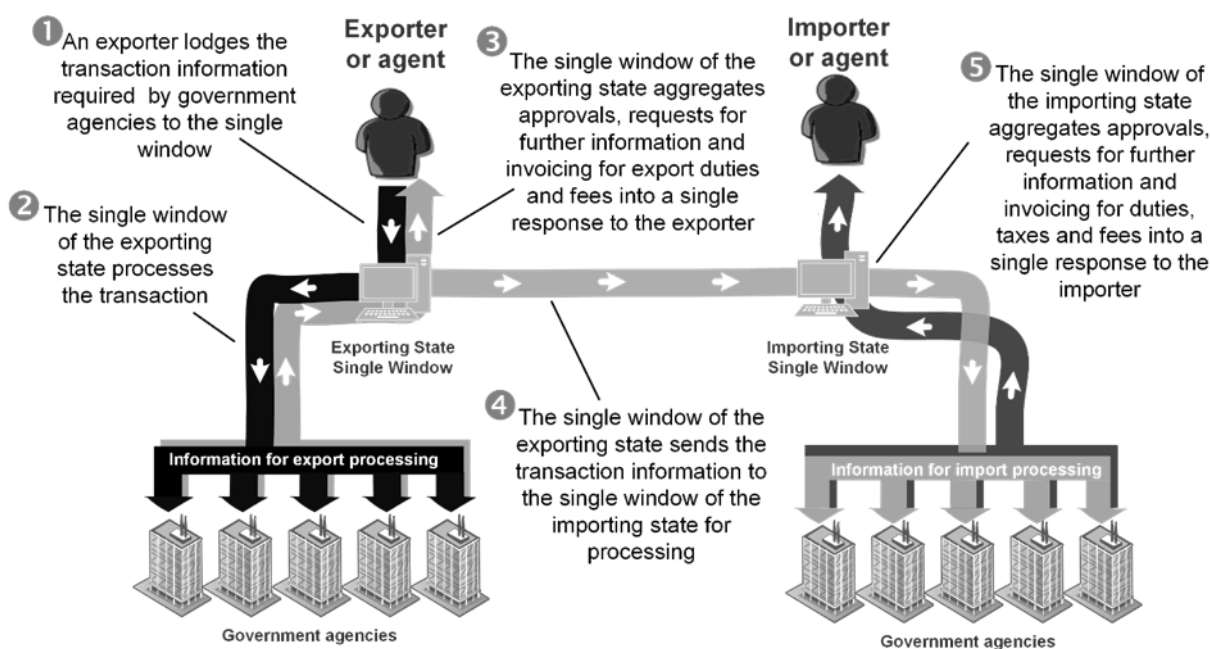 1
An exporter lodges the
transaction information
required by government
agencies to the single
window
Exporter
or agent
2
The single window
of the exporting
state processes
the transaction
3
The single window of the
exporting state aggregates
approvals, requests for
further information and
invoicing for export duties
and fees into a single
response to the exporter
Importer
or agent
5
The single window of
the importing state
aggregates approvals,
requests for further
information and
invoicing for duties,
taxes and fees into a
single response to the
importer
Exporting State
Single Window
Importing State
Single Window
4
The single window of the
exporting state sends the
transaction information to
the single window of the
importing state for
processing
Information for export processing
Government agencies
Information for import processing
Government agencies